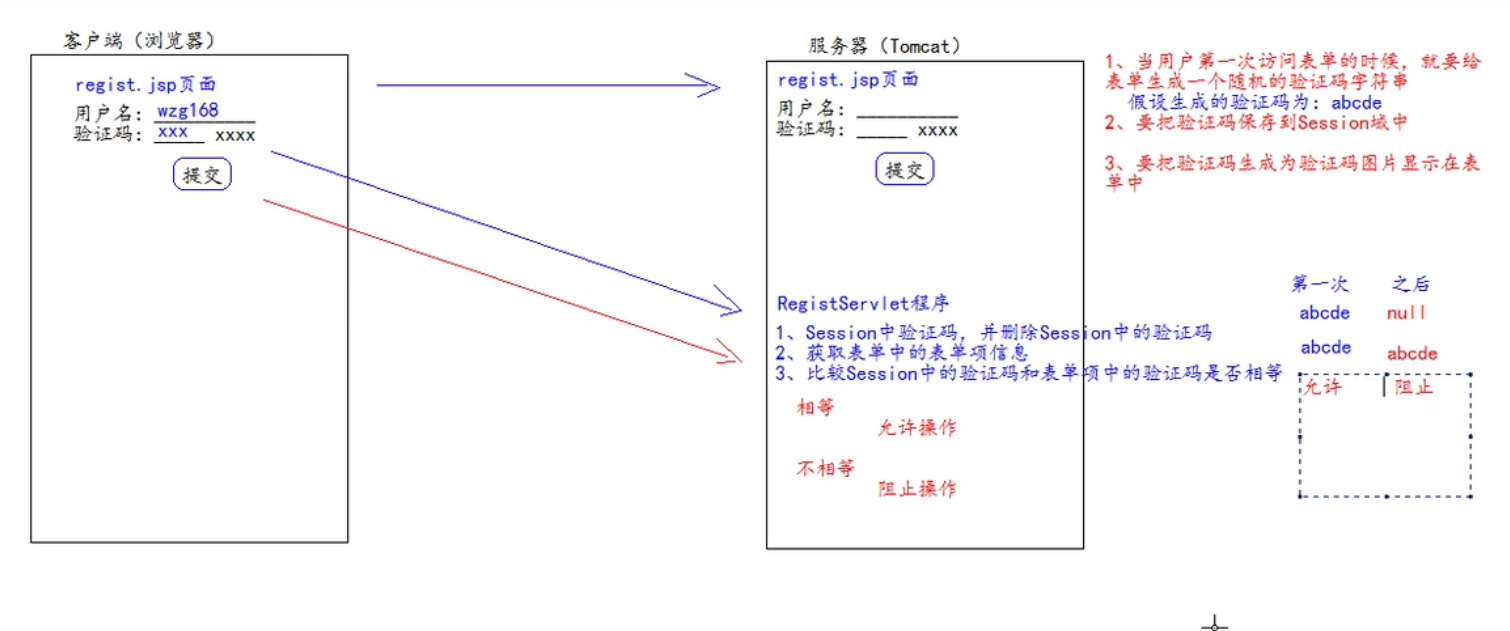 客户端（浏览器）
regist.jsp页面
用户名：wzg168
验证码：xxx xxxx
提交
服务器（Tomcat）
regist.jsp页面
用户名：__________
验证码：_____ xxxx
提交
1、当用户第一次访问表单的时候，就要给
表单生成一个随机的验证码字符串
假设生成的验证码为：abcde
2、要把验证码保存到Session域中
3、要把验证码生成为验证码图片显示在表
单中
RegistServlet程序
1、Session中验证码，并删除Session中的验证码
2、获取表单中的表单项信息
3、比较Session中的验证码和表单项中的验证码是否相等
相等
允许操作
不相等
阻止操作
第一次 之后
abcde null
abcde abcde
允许 阻止